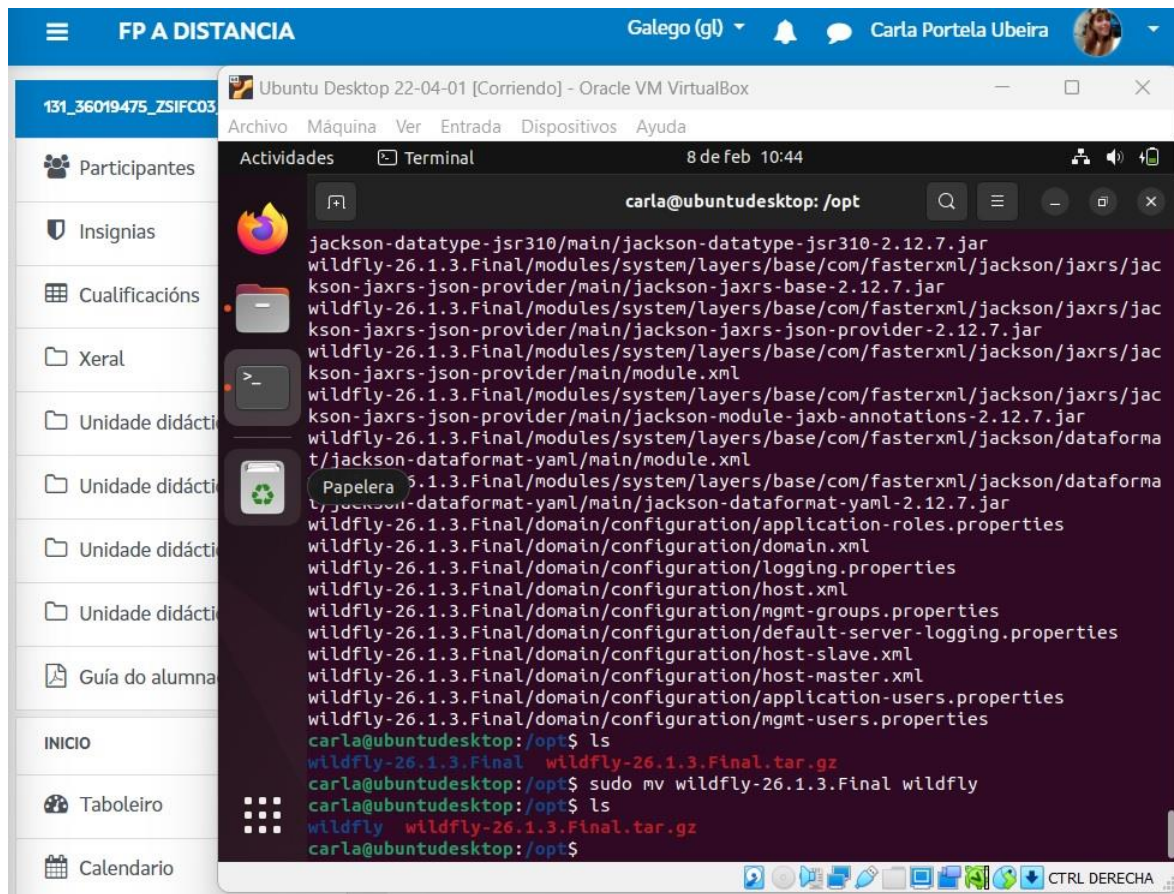 FP A DISTANCIA
Galego (gl)
Carla Portela Ubeira
131_36019475_ZSIFC03_
Participantes
Insignias
Cualificacións
Xeral
Unidade didácti
Unidade didácti
Unidade didácti
Unidade didácti
Guía do alumna
INICIO
Taboleiro
Calendario
Ubuntu Desktop 22-04-01 [Corriendo] - Oracle VM VirtualBox
Archivo Máquina Ver Entrada Dispositivos Ayuda
Actividades Terminal 8 de feb 10:44
carla@ubuntudesktop: /opt
jackson-datatype-jsr310/main/jackson-datatype-jsr310-2.12.7.jar
wildfly-26.1.3.Final/modules/system/layers/base/com/fasterxml/jackson/jaxrs/jac
kson-jaxrs-json-provider/main/jackson-jaxrs-base-2.12.7.jar
wildfly-26.1.3.Final/modules/system/layers/base/com/fasterxml/jackson/jaxrs/jac
kson-jaxrs-json-provider/main/jackson-jaxrs-json-provider-2.12.7.jar
wildfly-26.1.3.Final/modules/system/layers/base/com/fasterxml/jackson/jaxrs/jac
kson-jaxrs-json-provider/main/module.xml
wildfly-26.1.3.Final/modules/system/layers/base/com/fasterxml/jackson/jaxrs/jac
kson-jaxrs-json-provider/main/jackson-module-jaxb-annotations-2.12.7.jar
wildfly-26.1.3.Final/modules/system/layers/base/com/fasterxml/jackson/dataforma
t/jackson-dataformat-yaml/main/module.xml
Papelera
6.1.3.Final/modules/system/layers/base/com/fasterxml/jackson/dataforma
t/jackson-dataformat-yaml/main/jackson-dataformat-yaml-2.12.7.jar
wildfly-26.1.3.Final/domain/configuration/application-roles.properties
wildfly-26.1.3.Final/domain/configuration/domain.xml
wildfly-26.1.3.Final/domain/configuration/logging.properties
wildfly-26.1.3.Final/domain/configuration/host.xml
wildfly-26.1.3.Final/domain/configuration/mgmt-groups.properties
wildfly-26.1.3.Final/domain/configuration/default-server-logging.properties
wildfly-26.1.3.Final/domain/configuration/host-slave.xml
wildfly-26.1.3.Final/domain/configuration/host-master.xml
wildfly-26.1.3.Final/domain/configuration/application-users.properties
wildfly-26.1.3.Final/domain/configuration/mgmt-users.properties
carla@ubuntudesktop:/opt$ ls
wildfly-26.1.3.Final wildfly-26.1.3.Final.tar.gz
carla@ubuntudesktop:/opt$ sudo mv wildfly-26.1.3.Final wildfly
carla@ubuntudesktop:/opt$ ls
wildfly wildfly-26.1.3.Final.tar.gz
carla@ubuntudesktop:/opt$
CTRL DERECHA